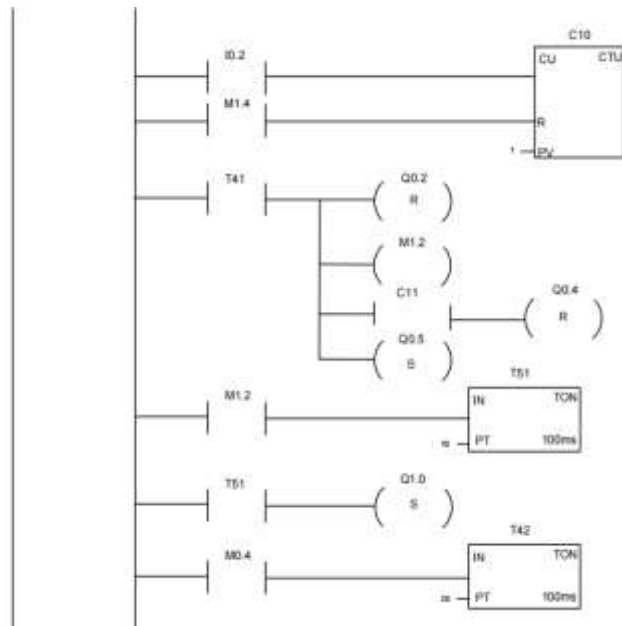 C10
I0.2
CU CTU
M1.4
R
1 PV
T41
Q0.2
R
M1.2
C11
Q0.4
R
Q0.5
S
M1.2
T51
IN TON
PT 100ms
T51
Q1.0
S
M0.4
T42
IN TON
PT 100ms